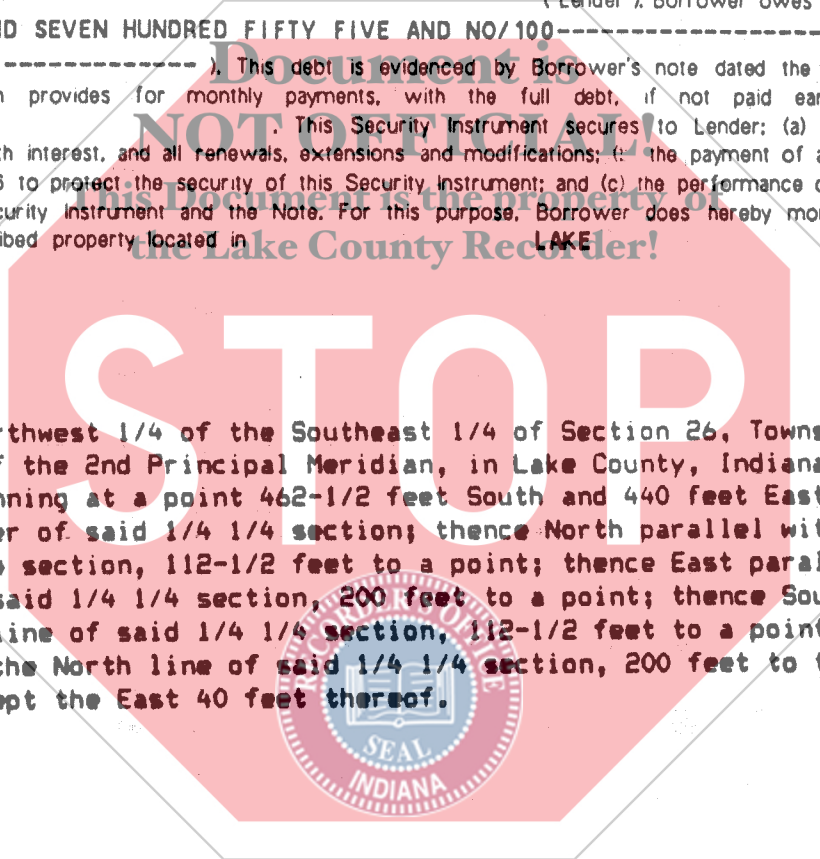 ("Lender"). Borrower owes
ND SEVEN HUNDRED FIFTY FIVE AND NO/100--------------------
---------------- ). This debt is evidenced by Borrower's note dated the
n provides for monthly payments, with the full debt, if not paid ear
. This Security Instrument secures to Lender: (a)
th interest, and all renewals, extensions and modifications; (b) the payment of a
6 to protect the security of this Security Instrument; and (c) the performance o
curity Instrument and the Note. For this purpose, Borrower does hereby mor
ibed property located in LAKE
Document is
NOT OFFICIAL!
This Document is the property of
the Lake County Recorder!
STOP
rthwest 1/4 of the Southeast 1/4 of Section 26, Towns
f the 2nd Principal Meridian, in Lake County, Indiana
nning at a point 462-1/2 feet South and 440 feet East
er of said 1/4 1/4 section; thence North parallel wit
section, 112-1/2 feet to a point; thence East paral
said 1/4 1/4 section, 200 feet to a point; thence Sou
line of said 1/4 1/4 section, 112-1/2 feet to a point
the North line of said 1/4 1/4 section, 200 feet to t
ept the East 40 feet thereof.
RECORDER OFFICE
SEAL
INDIANA